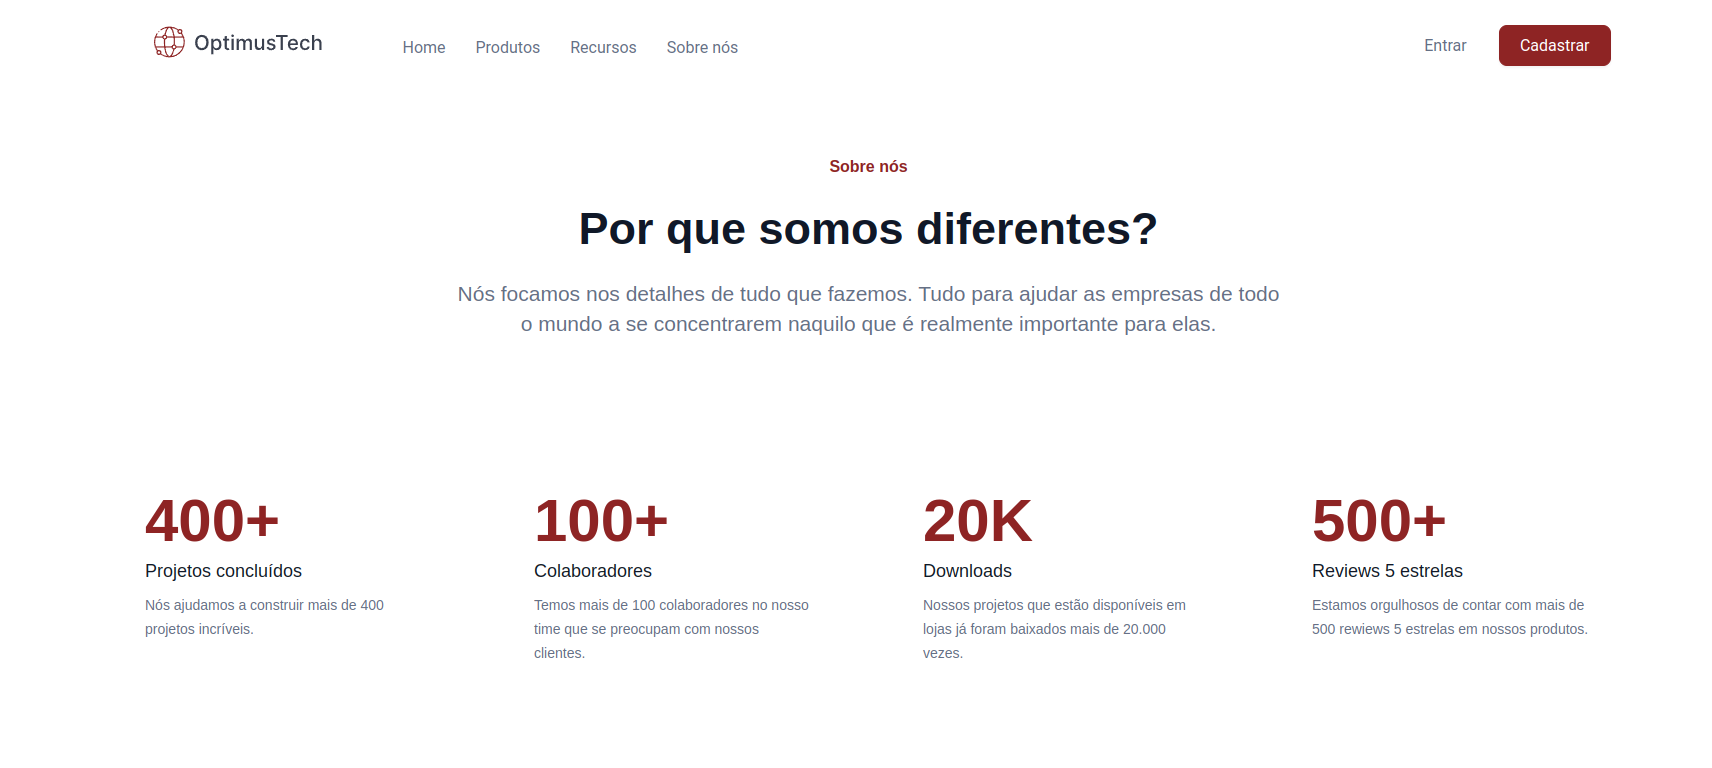 OptimusTech
Home
Produtos
Recursos
Sobre nós
Entrar
Cadastrar
Sobre nós
Por que somos diferentes?
Nós focamos nos detalhes de tudo que fazemos. Tudo para ajudar as empresas de todo
o mundo a se concentrarem naquilo que é realmente importante para elas.
400+
Projetos concluídos
Nós ajudamos a construir mais de 400
projetos incríveis.
100+
Colaboradores
Temos mais de 100 colaboradores no nosso
time que se preocupam com nossos
clientes.
20K
Downloads
Nossos projetos que estão disponíveis em
lojas já foram baixados mais de 20.000
vezes.
500+
Reviews 5 estrelas
Estamos orgulhosos de contar com mais de
500 rewiews 5 estrelas em nossos produtos.